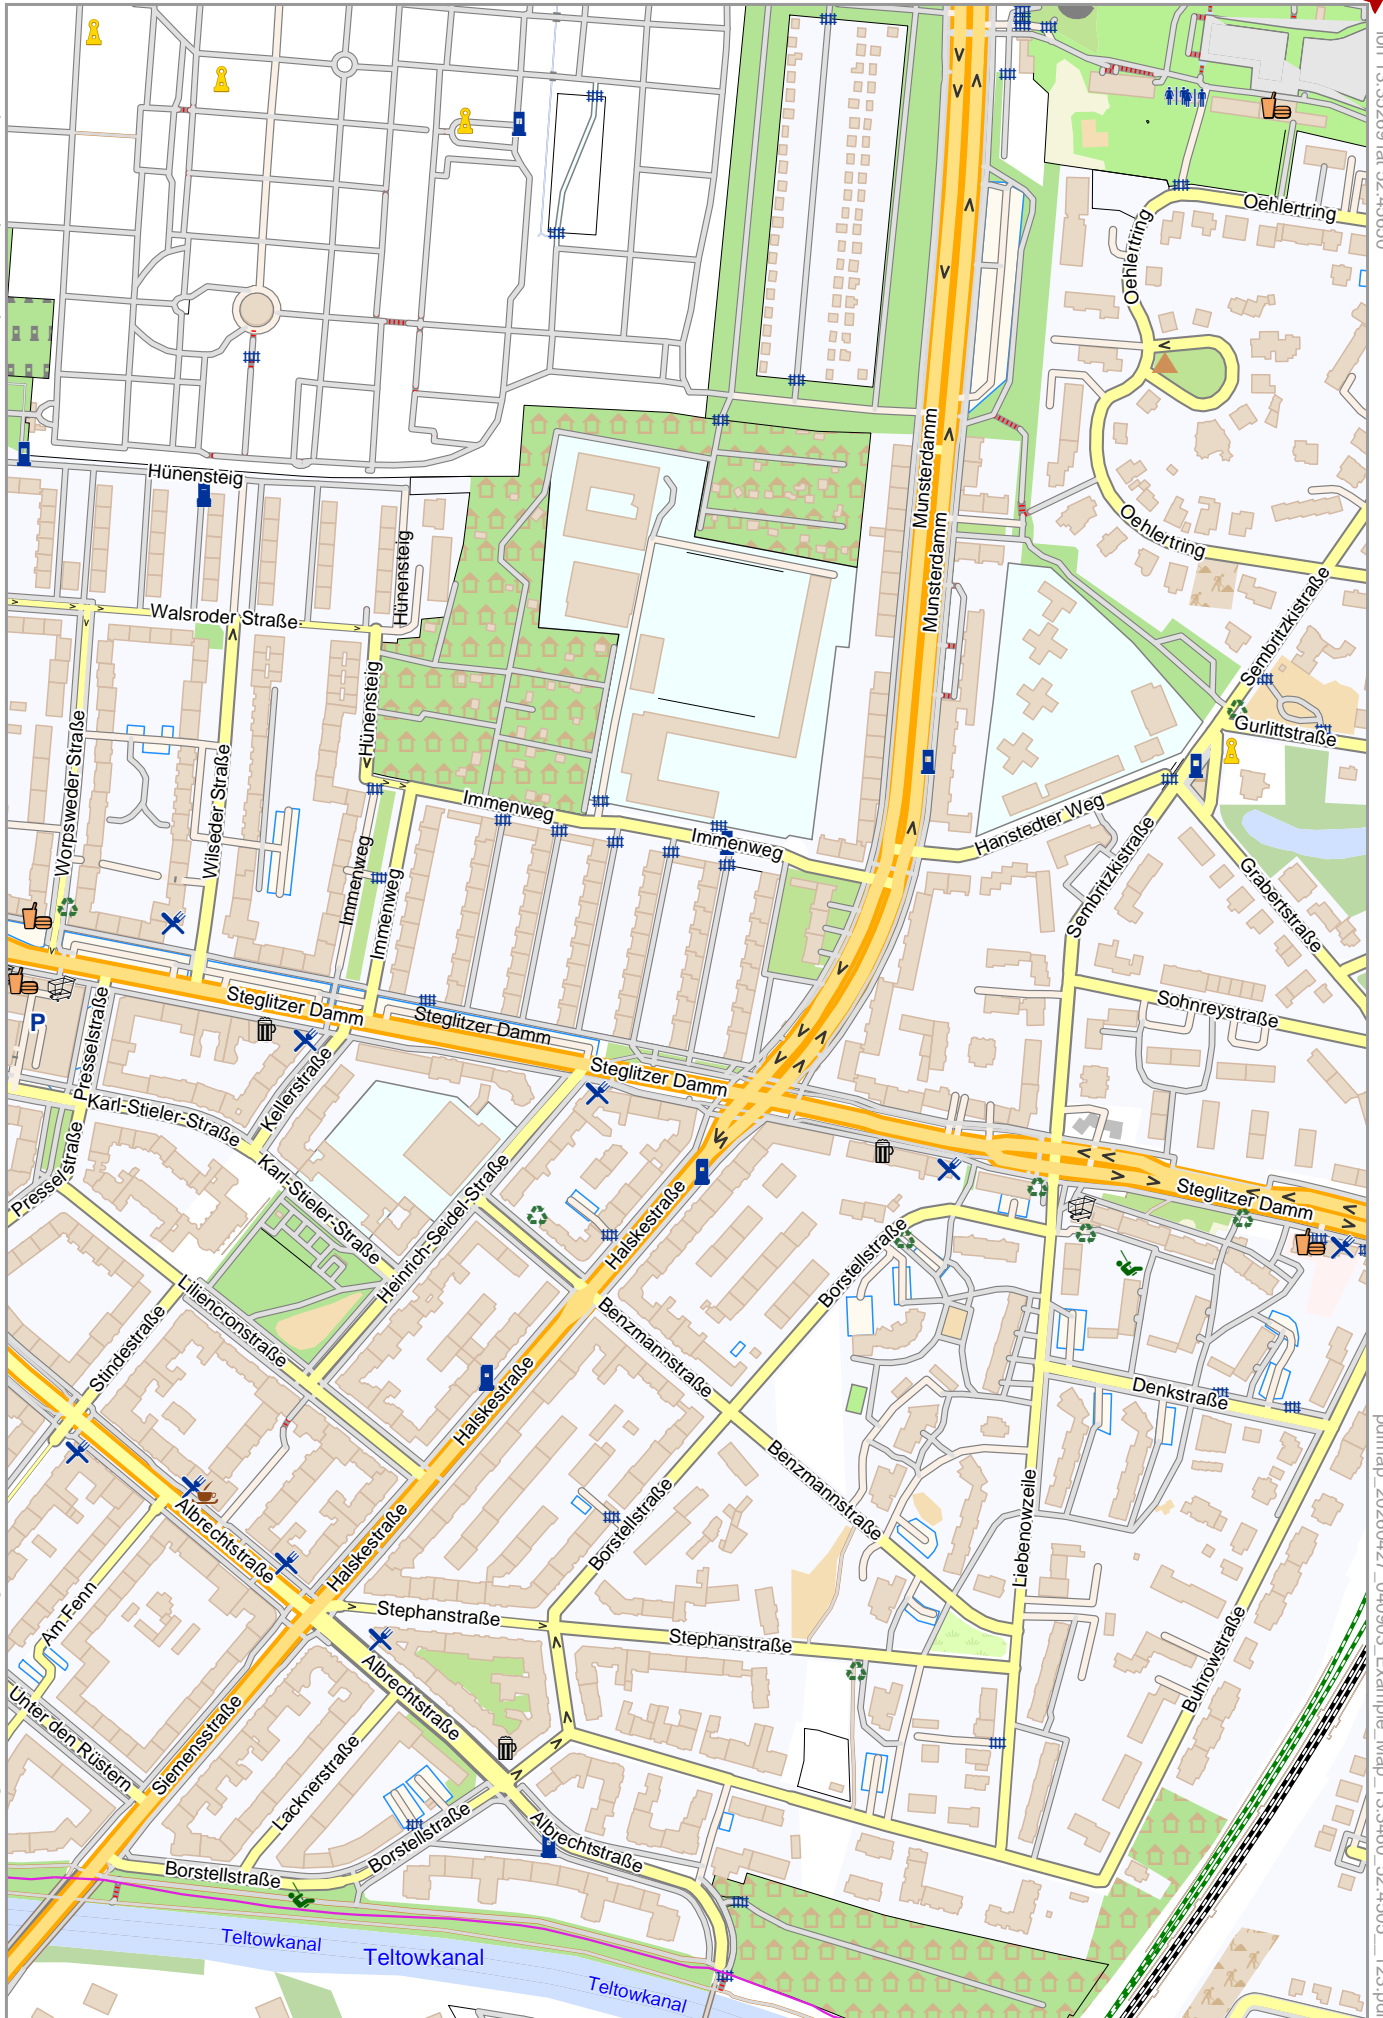 Oehlertring
Oehlertring
Hünensteig
Munsterdamm
Munsterdamm
Oehlertring
Hünensteig
Walsroder Straße
Sembritzkistraße
Hünensteig
Gurlittstraße
Worpsweder Straße
Wilseder Straße
Immenweg
Immenweg
Hanstedter Weg
Immenweg
Immenweg
Sembritzkistraße
Grabertstraße
Steglitzer Damm
Steglitzer Damm
Sohnreystraße
P
Presselstraße
Kellerstraße
Steglitzer Damm
Karl-Stieler-Straße
Presselstraße
Karl-Stieler-Straße
Heinrich-Seidel-Straße
Halskestraße
Steglitzer Damm
Borstellstraße
Liliencronstraße
Stindestraße
Benzmannstraße
Halskestraße
Denkstraße
Benzmannstraße
Borstellstraße
Liebenowzeile
Albrechtstraße
Halskestraße
Am Fenn
Stephanstraße
Stephanstraße
Buhrowstraße
Albrechtstraße
Unter den Rüstern
Siemensstraße
Lacknerstraße
Borstellstraße
Albrechtstraße
Borstellstraße
Teltowkanal
Teltowkanal
Teltowkanal